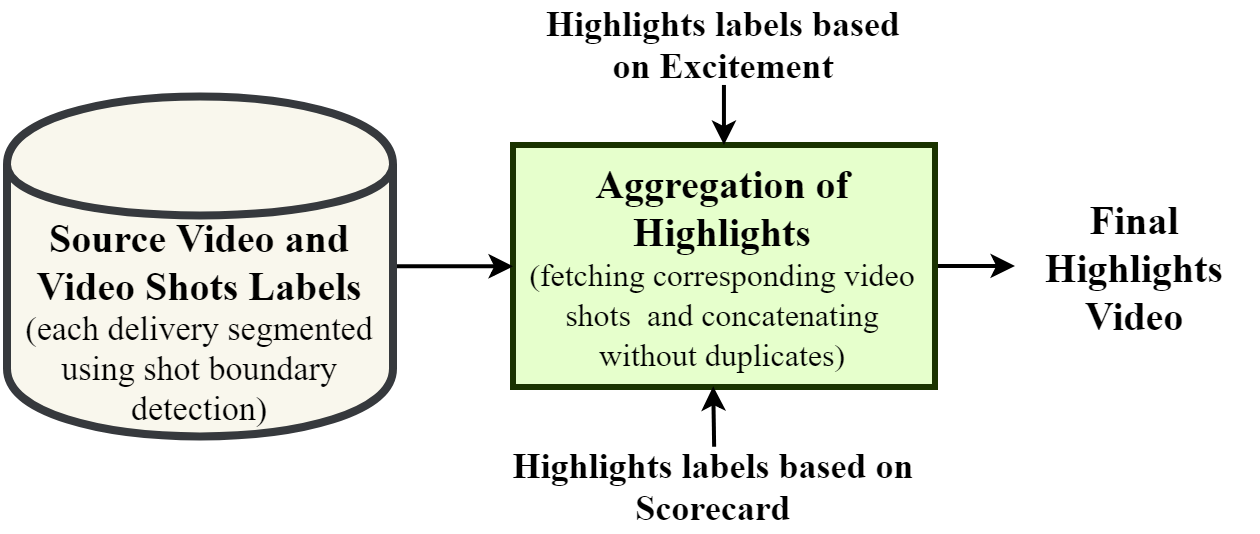 Highlights labels based
on Excitement
Source Video and
Video Shots Labels
(each delivery segmented
using shot boundary
detection)
Aggregation of
Highlights
(fetching corresponding video
shots and concatenating
without duplicates)
Final
Highlights
Video
Highlights labels based on
Scorecard